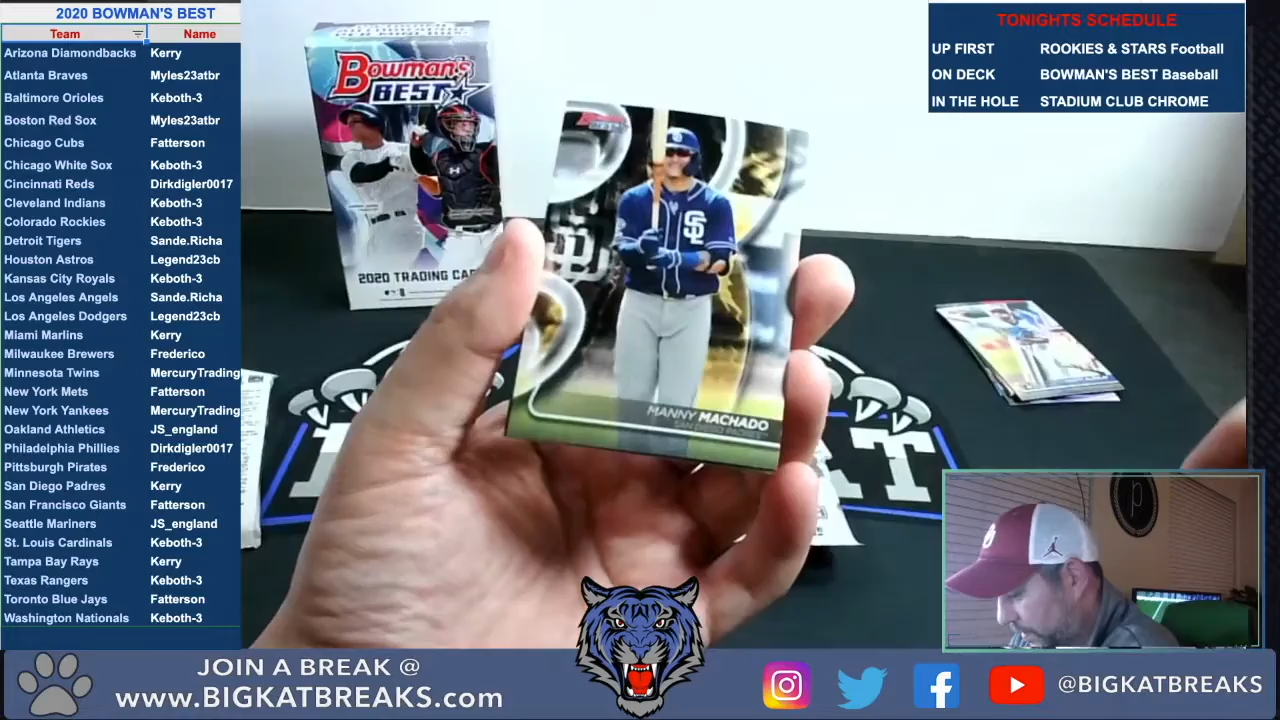 2020 BOWMAN'S BEST
Team Name
Arizona Diamondbacks Kerry
Atlanta Braves Myles23atbr
Baltimore Orioles Keboth-3
Boston Red Sox Myles23atbr
Chicago Cubs Fatterson
Chicago White Sox Keboth-3
Cincinnati Reds Dirkdigler0017
Cleveland Indians Keboth-3
Colorado Rockies Keboth-3
Detroit Tigers Sande.Richa
Houston Astros Legend23cb
Kansas City Royals Keboth-3
Los Angeles Angels Sande.Richa
Los Angeles Dodgers Legend23cb
Miami Marlins Kerry
Milwaukee Brewers Frederico
Minnesota Twins MercuryTrading
New York Mets Fatterson
New York Yankees MercuryTrading
Oakland Athletics JS_england
Philadelphia Phillies Dirkdigler0017
Pittsburgh Pirates Frederico
San Diego Padres Kerry
San Francisco Giants Fatterson
Seattle Mariners JS_england
St. Louis Cardinals Keboth-3
Tampa Bay Rays Kerry
Texas Rangers Keboth-3
Toronto Blue Jays Fatterson
Washington Nationals Keboth-3
TONIGHTS SCHEDULE
UP FIRST ROOKIES & STARS Football
ON DECK BOWMAN'S BEST Baseball
IN THE HOLE STADIUM CLUB CHROME
Bowman's
BEST
2020 TRADING CA
SD
MANNY MACHADO
SAN DIEGO PADRES
JOIN A BREAK @
www.BIGKATBREAKS.com
@BIGKATBREAKS